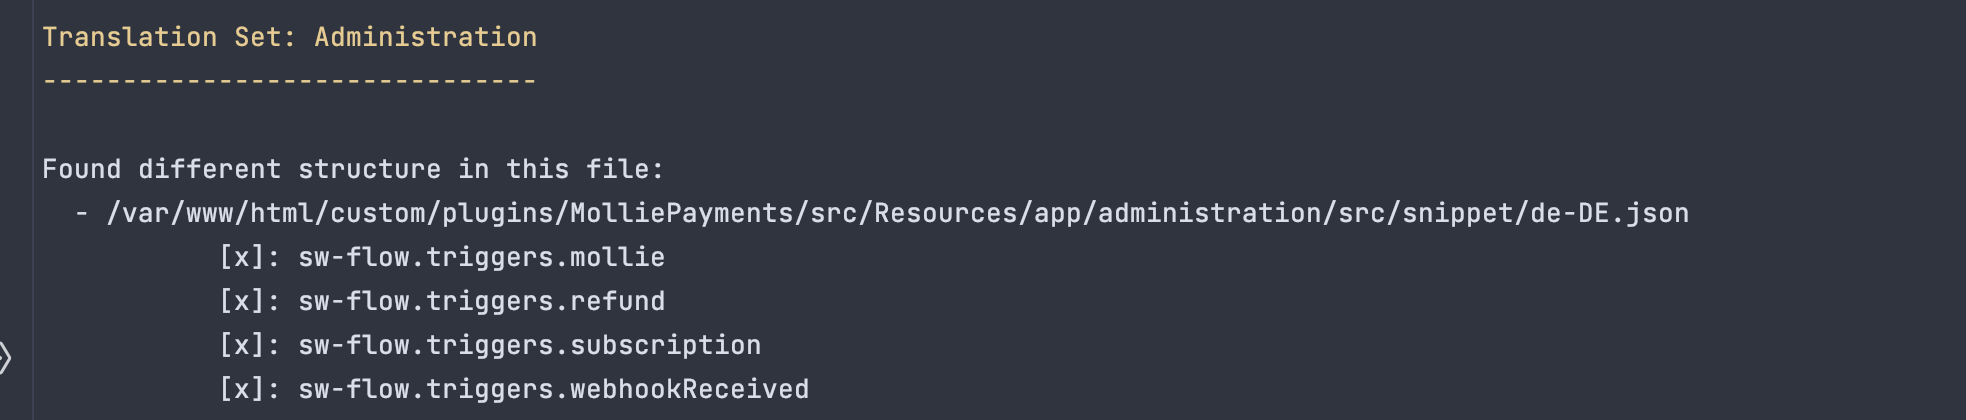 Translation Set: Administration
-------------------------------
Found different structure in this file:
- /var/www/html/custom/plugins/MolliePayments/src/Resources/app/administration/src/snippet/de-DE.json
[x]: sw-flow.triggers.mollie
[x]: sw-flow.triggers.refund
[x]: sw-flow.triggers.subscription
[x]: sw-flow.triggers.webhookReceived